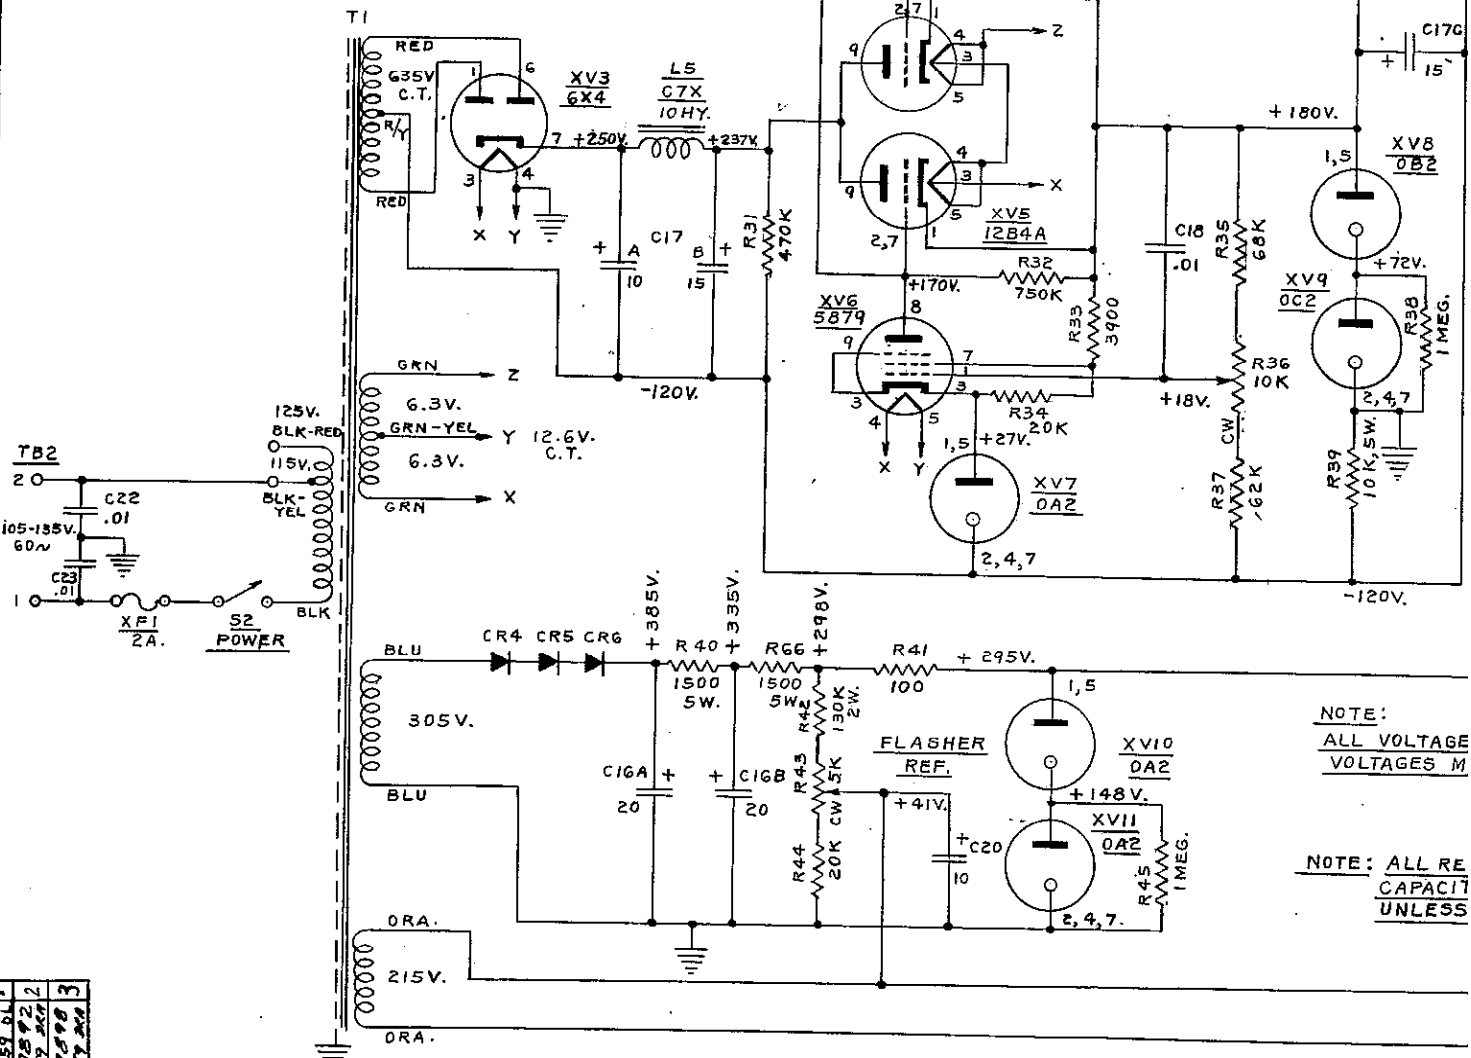 T1
RED
635V
C.T.
R/Y
RED
1
6
XV3
6X4
7
+250V.
3
4
X
Y
L5
C7X
10HY.
+237V.
C17
+
A
10
B
+
15
-120V.
R31
470K
2,7
1
9
4
3
5
Z
4
3
5
X
9
2,7
1
XV5
12B4A
R32
750K
+170V.
XV6
5879
8
9
7
1
3
3
4
5
X
Y
R33
3900
R34
20K
1,5
+27V.
XV7
0A2
2,4,7
C18
.01
R35
68K
R36
10K
+18V.
CW
R37
62K
+180V.
+
C17C
15
1,5
XV8
0B2
+72V.
XV9
0C2
R38
1MEG.
2,4,7
R39
10K,5W.
-120V.
GRN
Z
6.3V.
GRN-YEL
Y
12.6V.
C.T.
6.3V.
GRN
X
125V.
BLK-RED
115V.
BLK-
YEL
BLK
TB2
2
C22
.01
105-135V.
60~
C23
.01
1
XF1
2A.
S2
POWER
BLU
305V.
BLU
CR4
CR5
CR6
+385V.
R40
1500
5W.
+335V.
R66
1500
5W.
+298V.
R41
100
+295V.
C16A
+
20
+
C16B
20
R42
130K
2W.
R43
5K
CW
R44
20K
FLASHER
REF.
+41V.
+
C20
10
1,5
XV10
0A2
+148V.
XV11
0A2
R45
1MEG.
2,4,7.
NOTE:
ALL VOLTAGE
VOLTAGES M
NOTE: ALL RE
CAPACIT
UNLESS
ORA.
215V.
ORA.
2
3